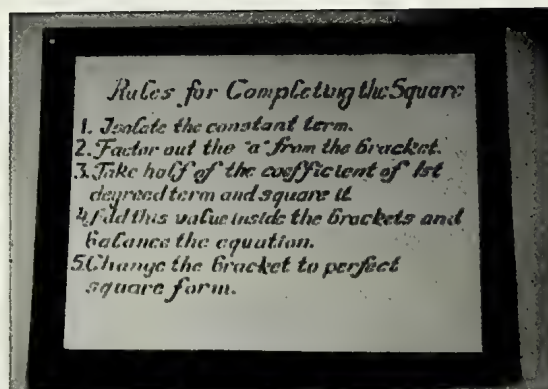 Rules for Completing the Square
1. Isolate the constant term.
2. Factor out the "a" from the bracket.
3. Take half of the coefficient of 1st
degreed term and square it
4. Add this value inside the brackets and
balance the equation.
5. Change the bracket to perfect
square form.